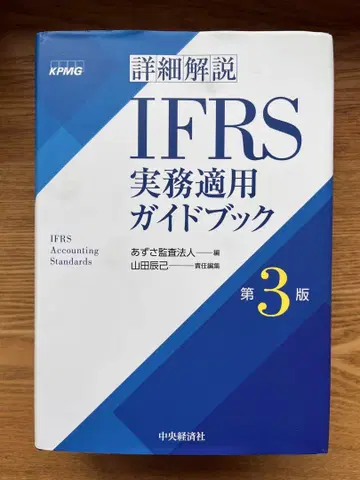 KPMG
詳細解説
IFRS
実務適用
ガイドブック
IFRS
Accounting
Standards
あずさ監査法人──編
山田辰己────責任編集
第3版
中央経済社